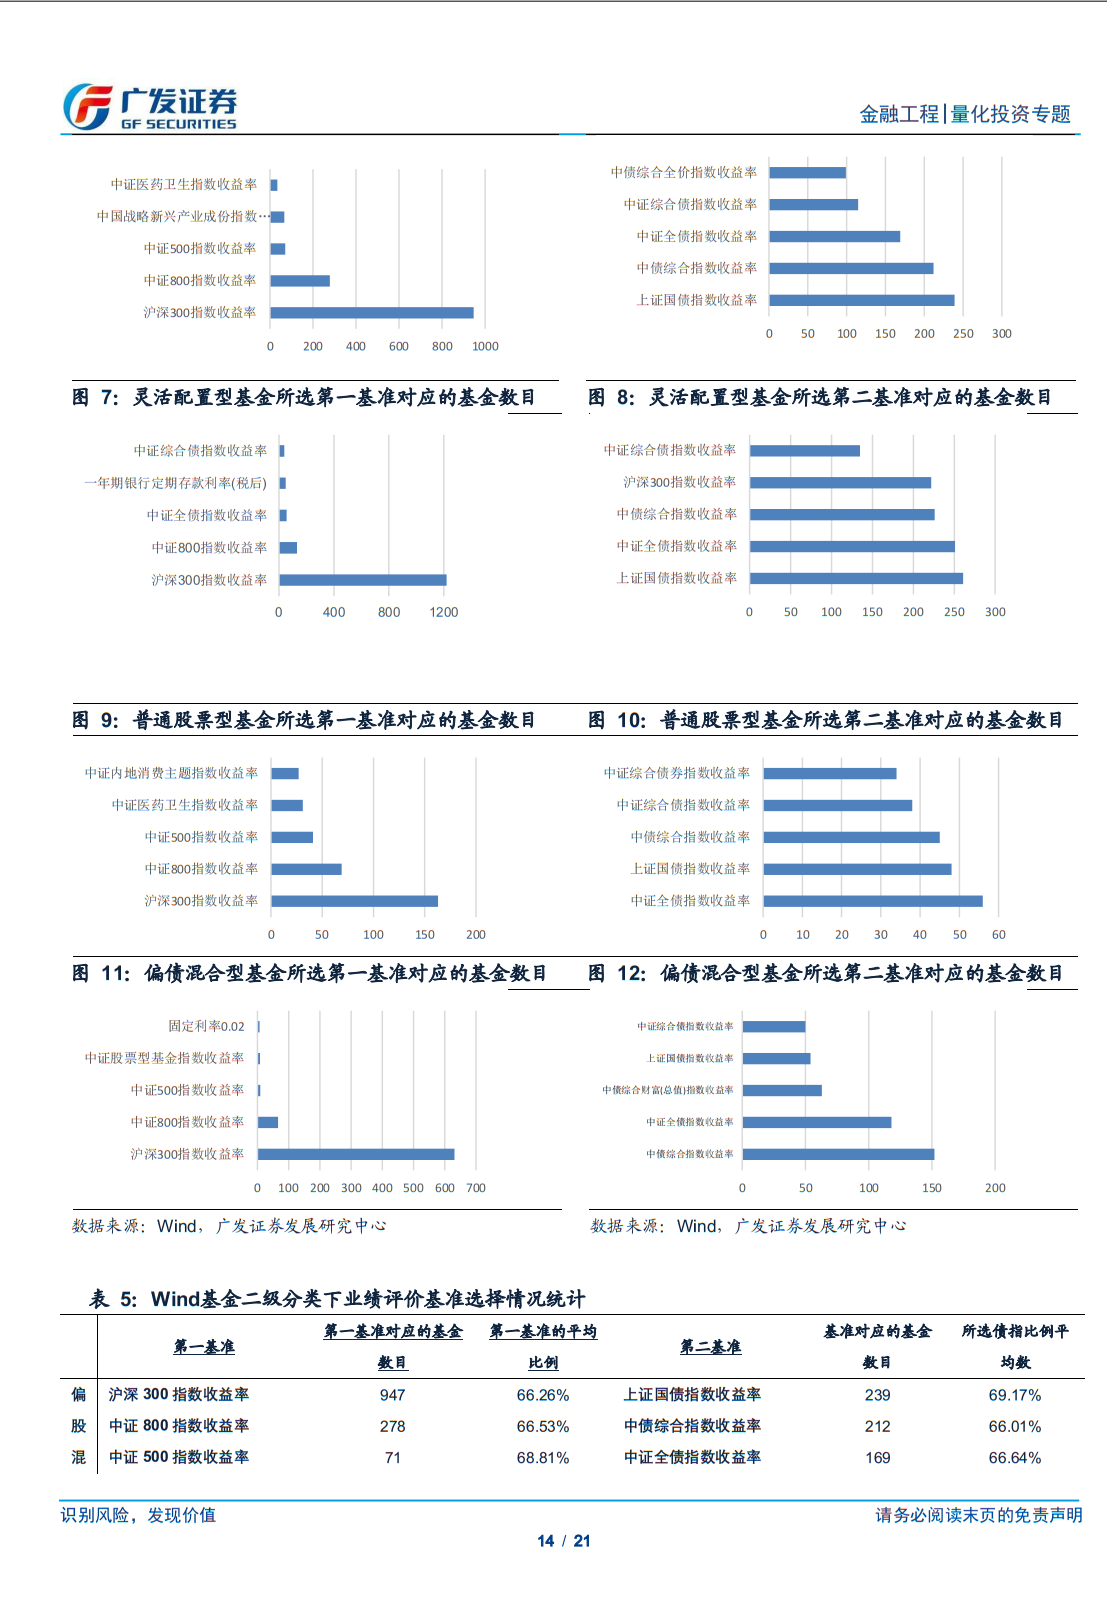 广发证券
GF SECURITIES
金融工程|量化投资专题
中证医药卫生指数收益率
中国战略新兴产业成份指数…
中证500指数收益率
中证800指数收益率
沪深300指数收益率
0 200 400 600 800 1000
中债综合全价指数收益率
中证综合债指数收益率
中证全债指数收益率
中债综合指数收益率
上证国债指数收益率
0 50 100 150 200 250 300
图 7：灵活配置型基金所选第一基准对应的基金数目
图 8：灵活配置型基金所选第二基准对应的基金数目
中证综合债指数收益率
一年期银行定期存款利率(税后)
中证全债指数收益率
中证800指数收益率
沪深300指数收益率
0 400 800 1200
中证综合债指数收益率
沪深300指数收益率
中债综合指数收益率
中证全债指数收益率
上证国债指数收益率
0 50 100 150 200 250 300
图 9：普通股票型基金所选第一基准对应的基金数目
图 10：普通股票型基金所选第二基准对应的基金数目
中证内地消费主题指数收益率
中证医药卫生指数收益率
中证500指数收益率
中证800指数收益率
沪深300指数收益率
0 50 100 150 200
中证综合债券指数收益率
中证综合债指数收益率
中债综合指数收益率
上证国债指数收益率
中证全债指数收益率
0 10 20 30 40 50 60
图 11：偏债混合型基金所选第一基准对应的基金数目
图 12：偏债混合型基金所选第二基准对应的基金数目
固定利率0.02
中证股票型基金指数收益率
中证500指数收益率
中证800指数收益率
沪深300指数收益率
0 100 200 300 400 500 600 700
中证综合债指数收益率
上证国债指数收益率
中债综合财富(总值)指数收益率
中证全债指数收益率
中债综合指数收益率
0 50 100 150 200
数据来源：Wind，广发证券发展研究中心
数据来源：Wind，广发证券发展研究中心
表 5：Wind基金二级分类下业绩评价基准选择情况统计
第一基准 第一基准对应的基金数目 第一基准的平均比例 第二基准 基准对应的基金数目 所选债指比例平均数
偏 沪深 300 指数收益率 947 66.26% 上证国债指数收益率 239 69.17%
股 中证 800 指数收益率 278 66.53% 中债综合指数收益率 212 66.01%
混 中证 500 指数收益率 71 68.81% 中证全债指数收益率 169 66.64%
识别风险，发现价值
请务必阅读末页的免责声明
14 / 21